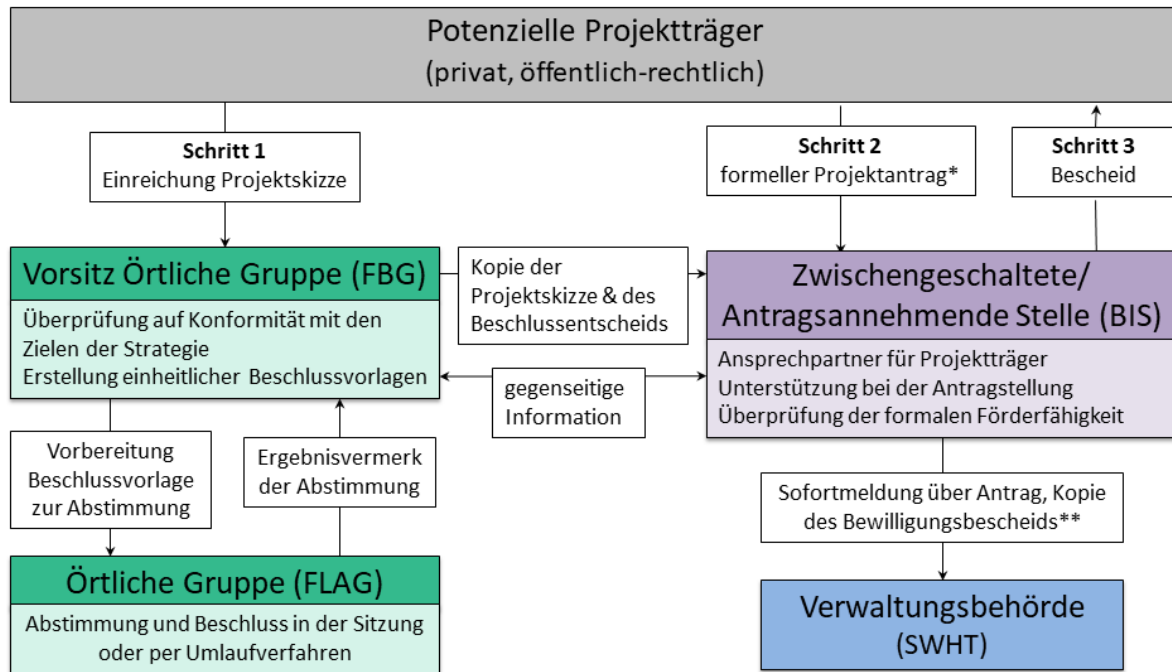 Potenzielle Projektträger
(privat, öffentlich-rechtlich)
Schritt 1
Einreichung Projektskizze
Schritt 2
formeller Projektantrag*
Schritt 3
Bescheid
Vorsitz Örtliche Gruppe (FBG)
Überprüfung auf Konformität mit den
Zielen der Strategie
Erstellung einheitlicher Beschlussvorlagen
Kopie der
Projektskizze & des
Beschlussentscheids
gegenseitige
Information
Zwischengeschaltete/
Antragsannehmende Stelle (BIS)
Ansprechpartner für Projektträger
Unterstützung bei der Antragstellung
Überprüfung der formalen Förderfähigkeit
Vorbereitung
Beschlussvorlage
zur Abstimmung
Ergebnisvermerk
der Abstimmung
Sofortmeldung über Antrag, Kopie
des Bewilligungsbescheids**
Örtliche Gruppe (FLAG)
Abstimmung und Beschluss in der Sitzung
oder per Umlaufverfahren
Verwaltungsbehörde
(SWHT)